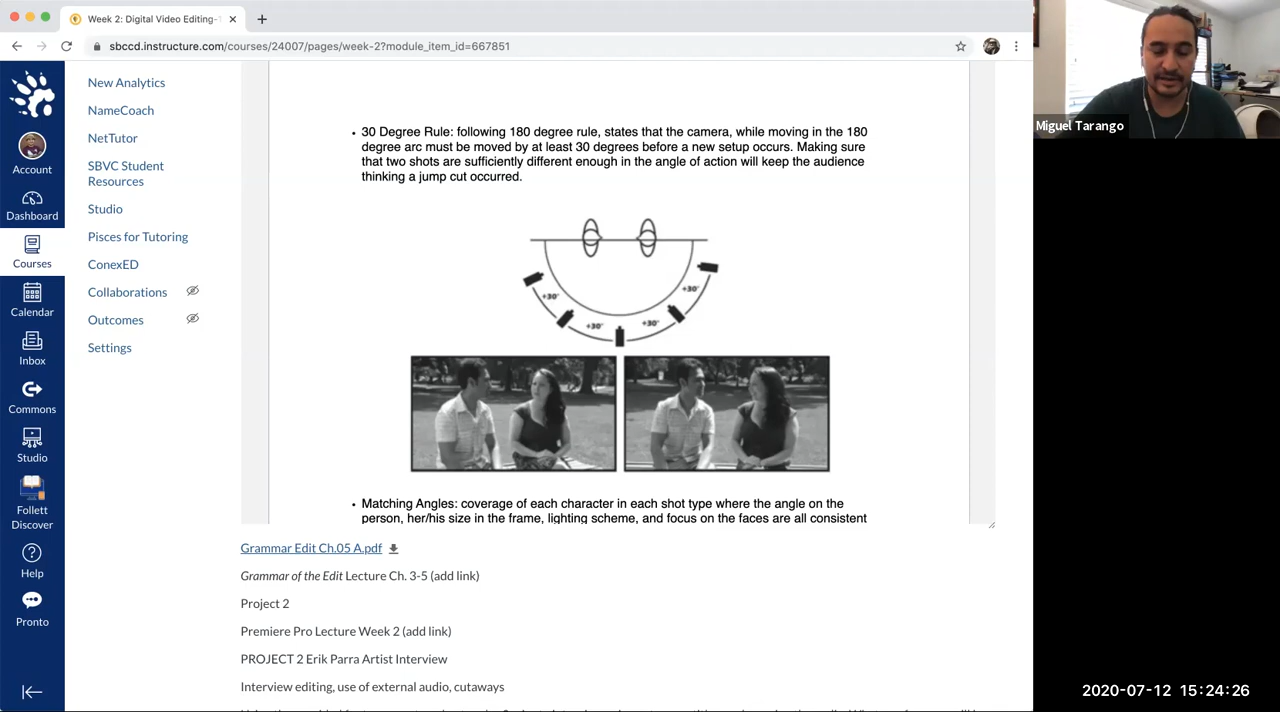 Week 2: Digital Video Editing-
sbccd.instructure.com/courses/24007/pages/week-2?module_item_id=667851
Account
Dashboard
Courses
Calendar
Inbox
Commons
Studio
Follett
Discover
Help
Pronto
New Analytics
NameCoach
NetTutor
SBVC Student
Resources
Studio
Pisces for Tutoring
ConexED
Collaborations
Outcomes
Settings
• 30 Degree Rule: following 180 degree rule, states that the camera, while moving in the 180
degree arc must be moved by at least 30 degrees before a new setup occurs. Making sure
that two shots are sufficiently different enough in the angle of action will keep the audience
thinking a jump cut occurred.
+30°
+30°
+30°
+30°
• Matching Angles: coverage of each character in each shot type where the angle on the
person, her/his size in the frame, lighting scheme, and focus on the faces are all consistent
Grammar Edit Ch.05 A.pdf
Grammar of the Edit Lecture Ch. 3-5 (add link)
Project 2
Premiere Pro Lecture Week 2 (add link)
PROJECT 2 Erik Parra Artist Interview
Interview editing, use of external audio, cutaways
Miguel Tarango
2020-07-12 15:24:26